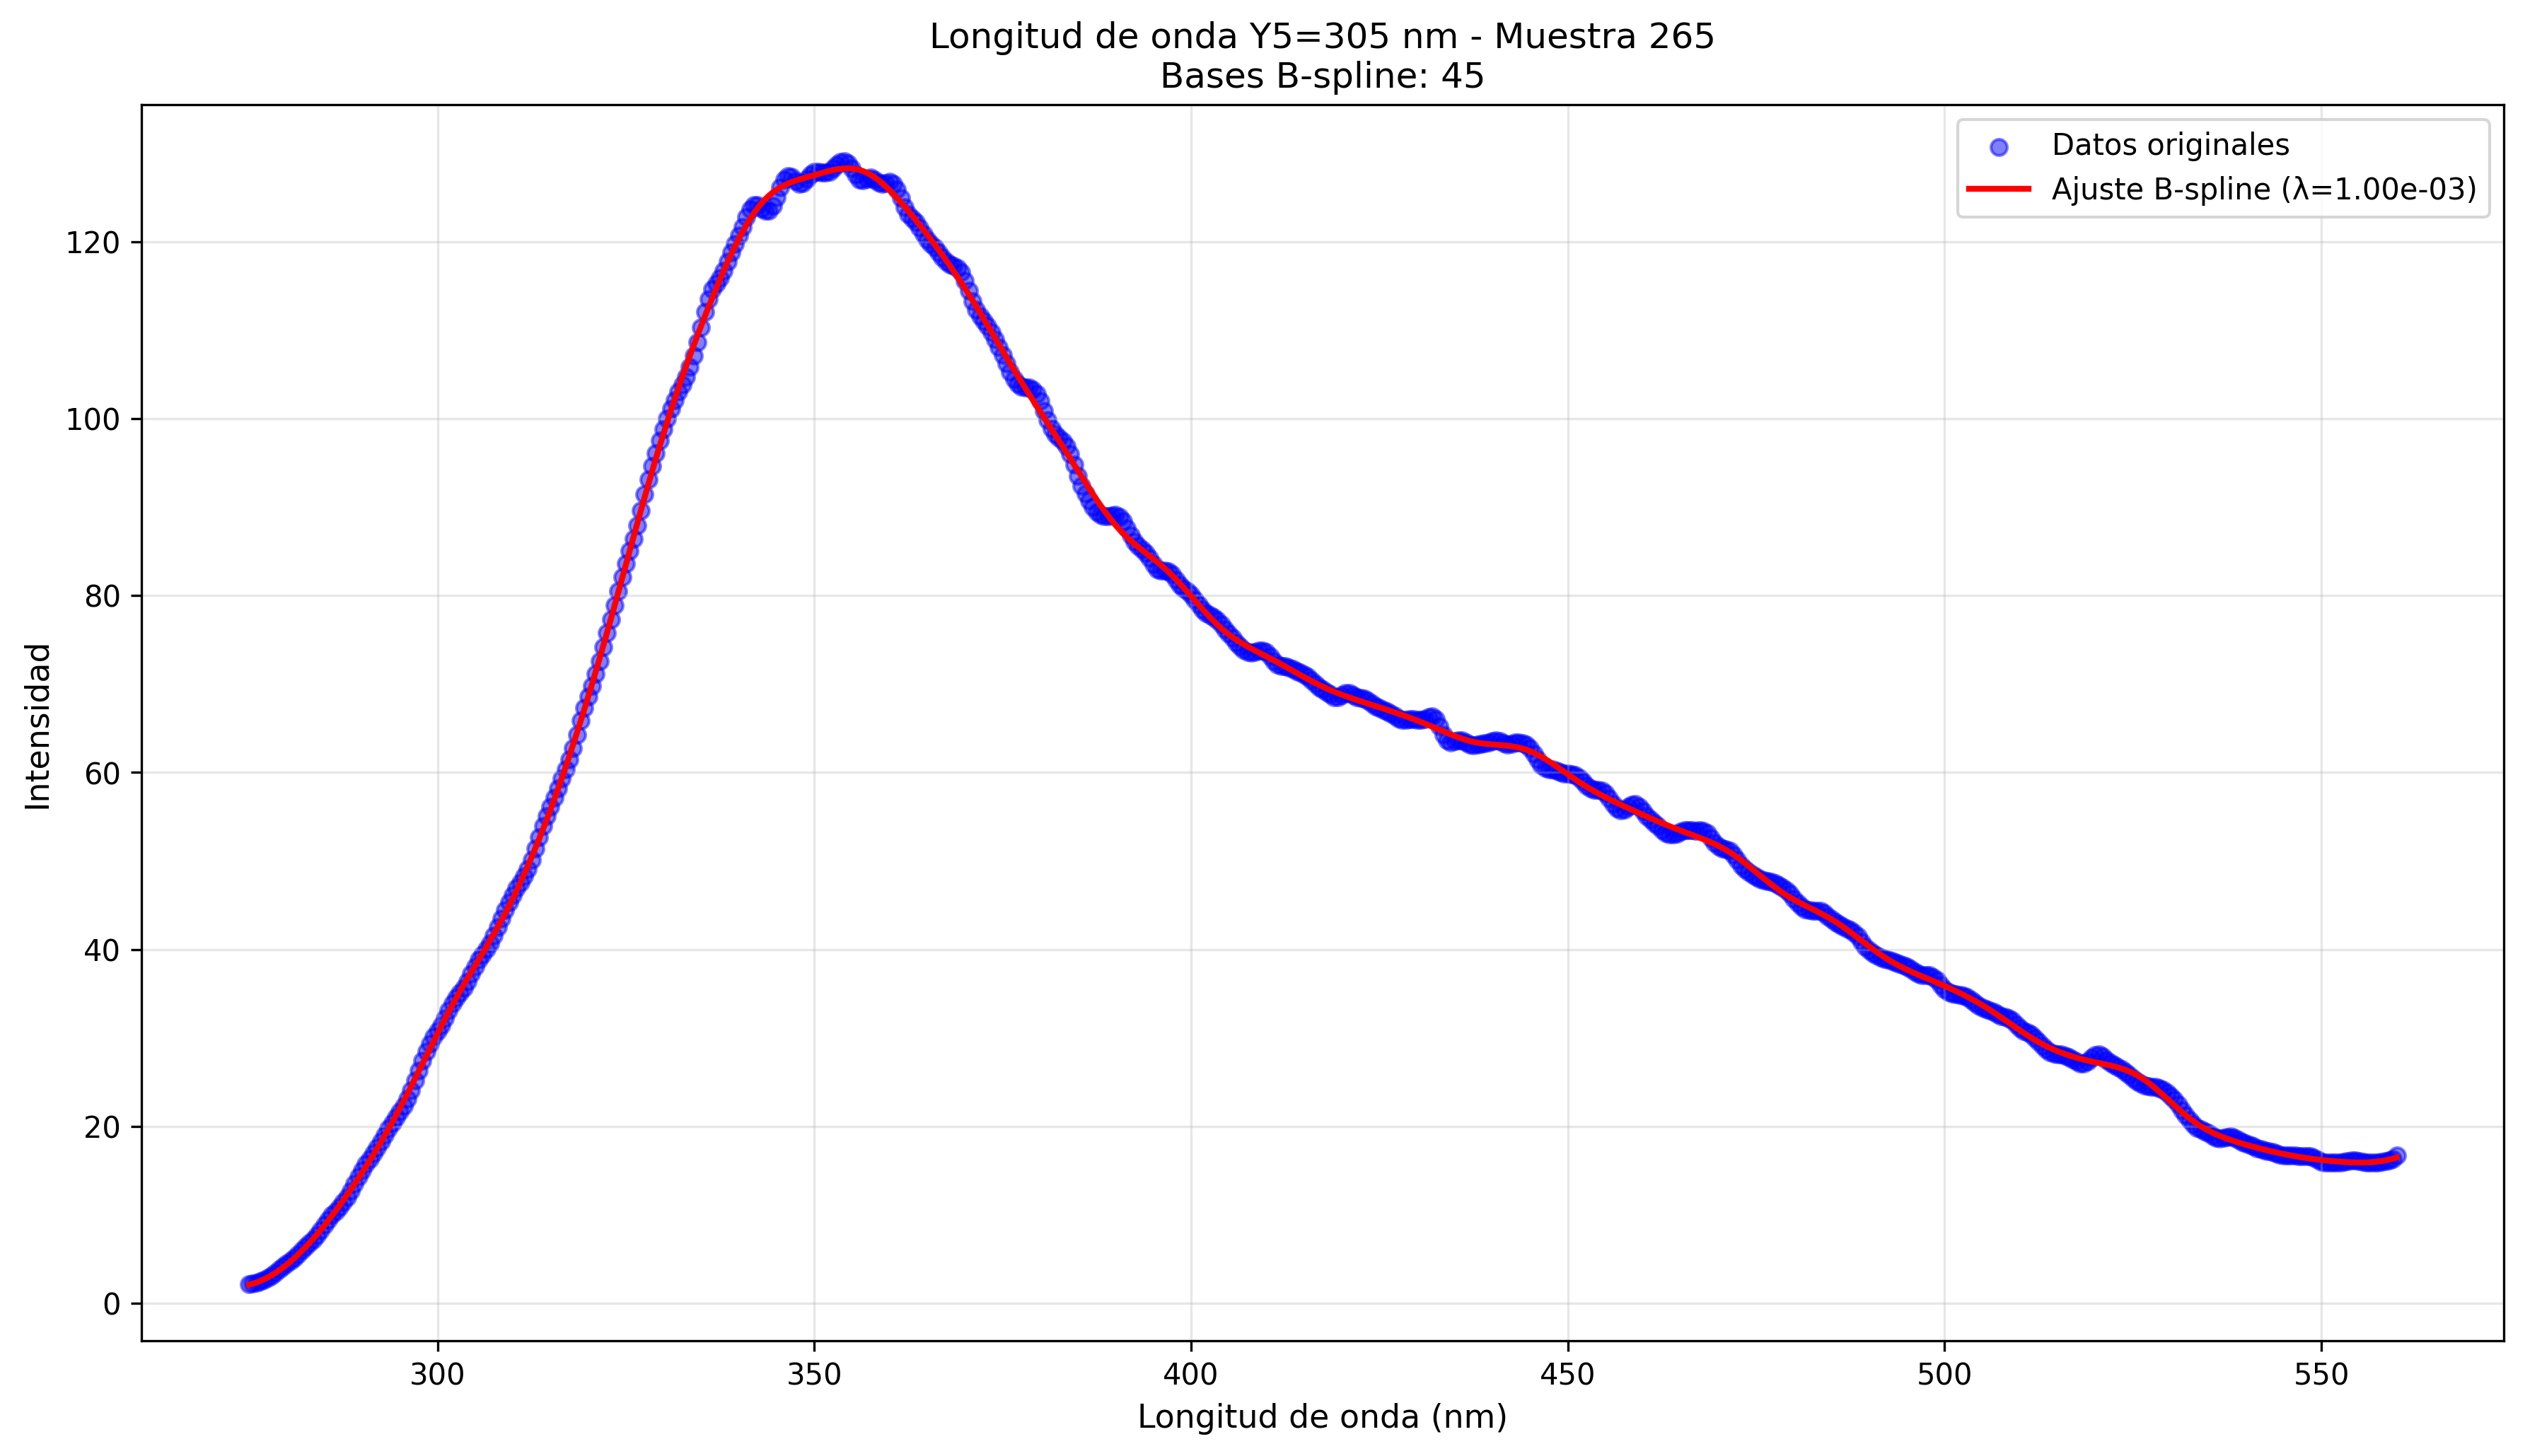 Longitud de onda Y5=305 nm - Muestra 265
Bases B-spline: 45
Datos originales
Ajuste B-spline (λ=1.00e-03)
Intensidad
120
100
80
60
40
20
0
300 350 400 450 500 550
Longitud de onda (nm)